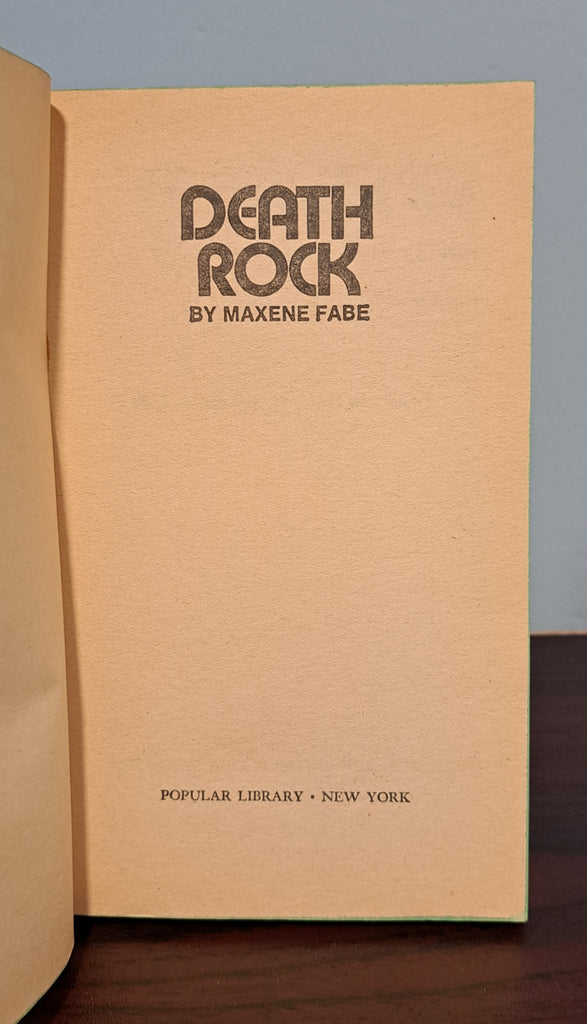 DEATH
ROCK
BY MAXENE FABE
POPULAR LIBRARY • NEW YORK